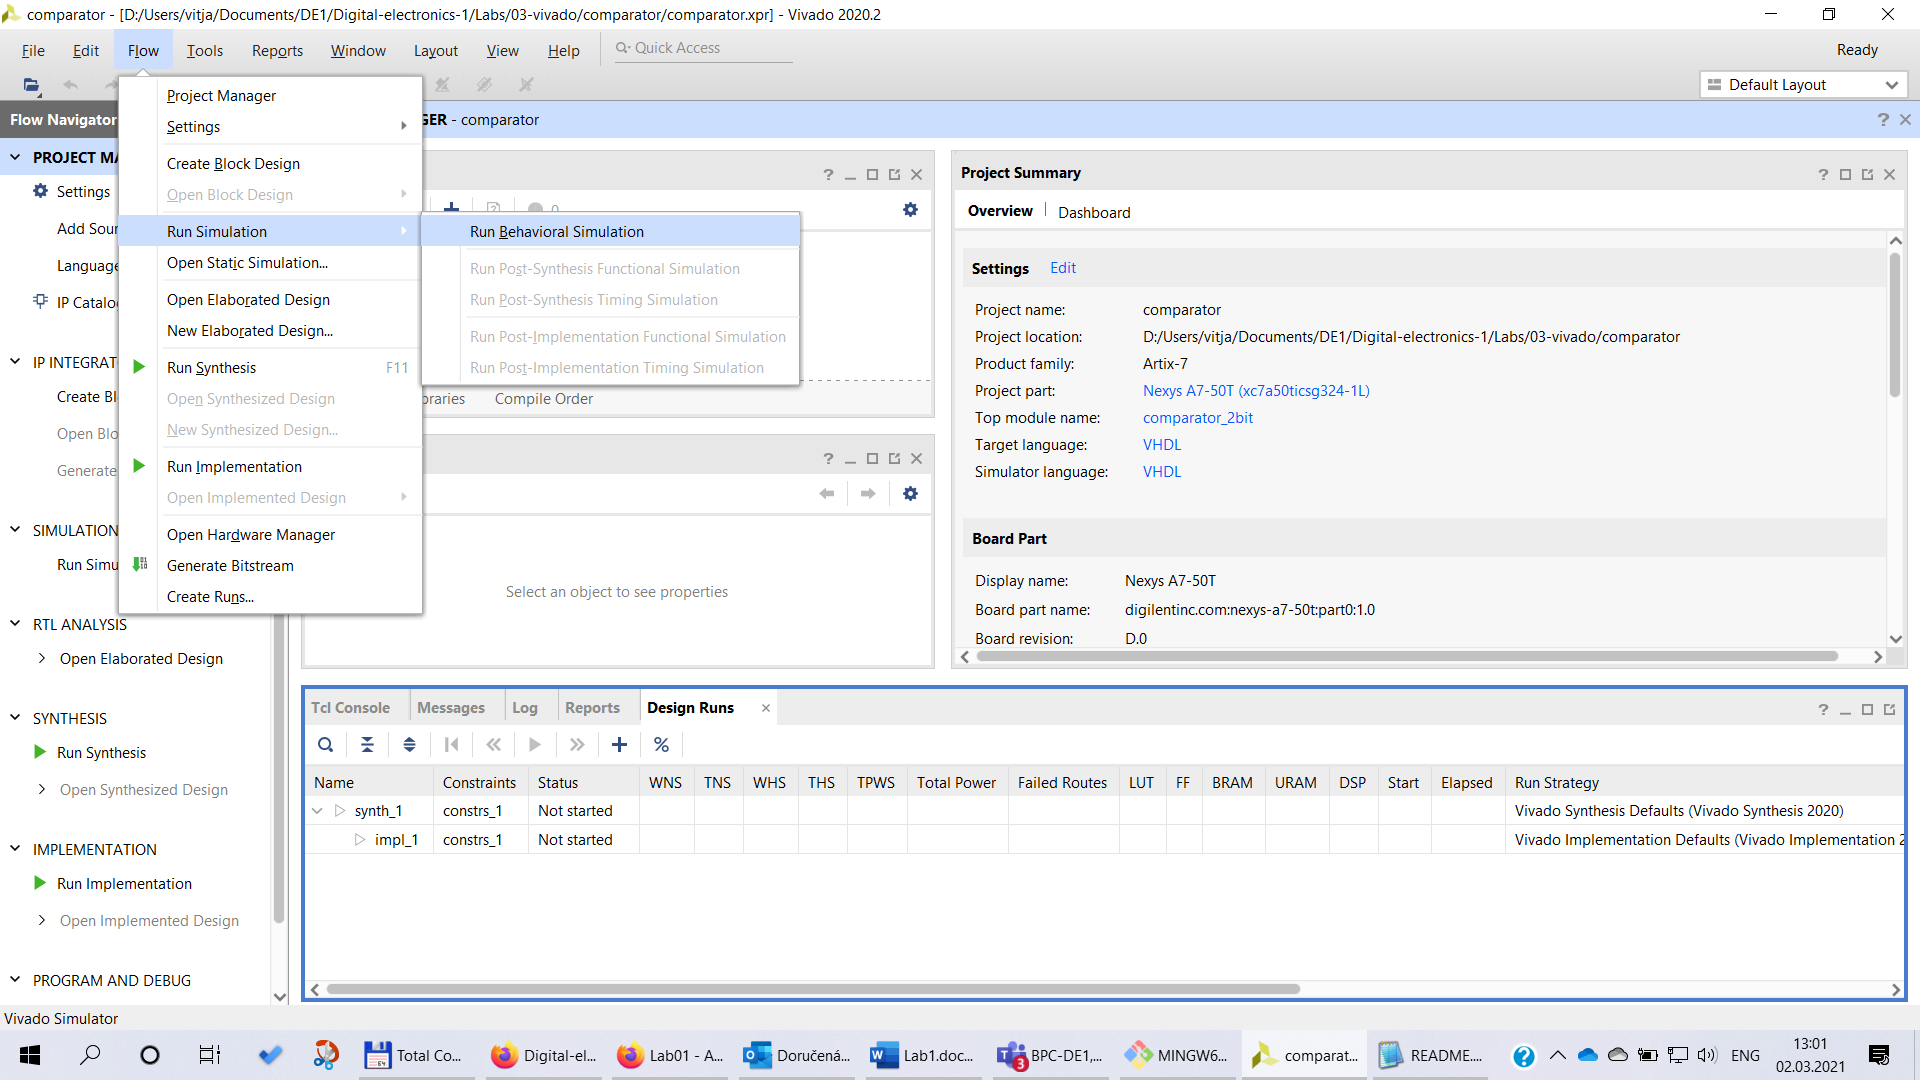 comparator - [D:/Users/vitja/Documents/DE1/Digital-electronics-1/Labs/03-vivado/comparator/comparator.xpr] - Vivado 2020.2
File Edit Flow Tools Reports Window Layout View Help Quick Access Ready
Default Layout
Flow Navigator
GER - comparator
Project Manager
Settings
Create Block Design
Open Block Design
Run Simulation
Open Static Simulation...
Open Elaborated Design
New Elaborated Design...
Run Synthesis F11
Open Synthesized Design
New Synthesized Design...
Run Implementation
Open Implemented Design
Open Hardware Manager
Generate Bitstream
Create Runs...
Run Behavioral Simulation
Run Post-Synthesis Functional Simulation
Run Post-Synthesis Timing Simulation
Run Post-Implementation Functional Simulation
Run Post-Implementation Timing Simulation
PROJECT MA
Settings
Add Sour
Language
IP Catalo
IP INTEGRAT
Create Bl
Open Blo
Generate
SIMULATION
Run Simu
RTL ANALYSIS
Open Elaborated Design
SYNTHESIS
Run Synthesis
Open Synthesized Design
IMPLEMENTATION
Run Implementation
Open Implemented Design
PROGRAM AND DEBUG
0
braries Compile Order
Select an object to see properties
Project Summary
Overview Dashboard
Settings Edit
Project name: comparator
Project location: D:/Users/vitja/Documents/DE1/Digital-electronics-1/Labs/03-vivado/comparator
Product family: Artix-7
Project part: Nexys A7-50T (xc7a50ticsg324-1L)
Top module name: comparator_2bit
Target language: VHDL
Simulator language: VHDL
Board Part
Display name: Nexys A7-50T
Board part name: digilentinc.com:nexys-a7-50t:part0:1.0
Board revision: D.0
Tcl Console Messages Log Reports Design Runs
Name Constraints Status WNS TNS WHS THS TPWS Total Power Failed Routes LUT FF BRAM URAM DSP Start Elapsed Run Strategy
synth_1 constrs_1 Not started Vivado Synthesis Defaults (Vivado Synthesis 2020)
impl_1 constrs_1 Not started Vivado Implementation Defaults (Vivado Implementation 2
Vivado Simulator
Total Co... Digital-el... Lab01 - A... Doručená... Lab1.doc... BPC-DE1,... MINGW6... comparat... README.... ENG
13:01
02.03.2021